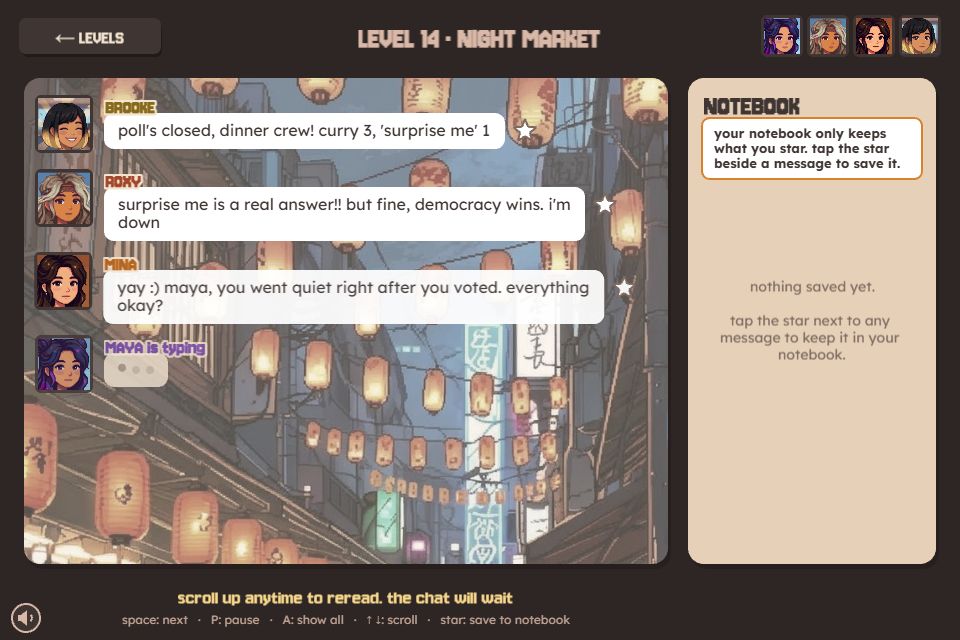 ← LEVELS
LEVEL 14 · NIGHT MARKET
BROOKE
poll's closed, dinner crew! curry 3, 'surprise me' 1
ROXY
surprise me is a real answer!! but fine, democracy wins. i'm
down
MINA
yay :) maya, you went quiet right after you voted. everything
okay?
MAYA is typing
NOTEBOOK
your notebook only keeps
what you star. tap the star
beside a message to save it.
nothing saved yet.
tap the star next to any
message to keep it in your
notebook.
scroll up anytime to reread. the chat will wait
space: next · P: pause · A: show all · ↑↓: scroll · star: save to notebook